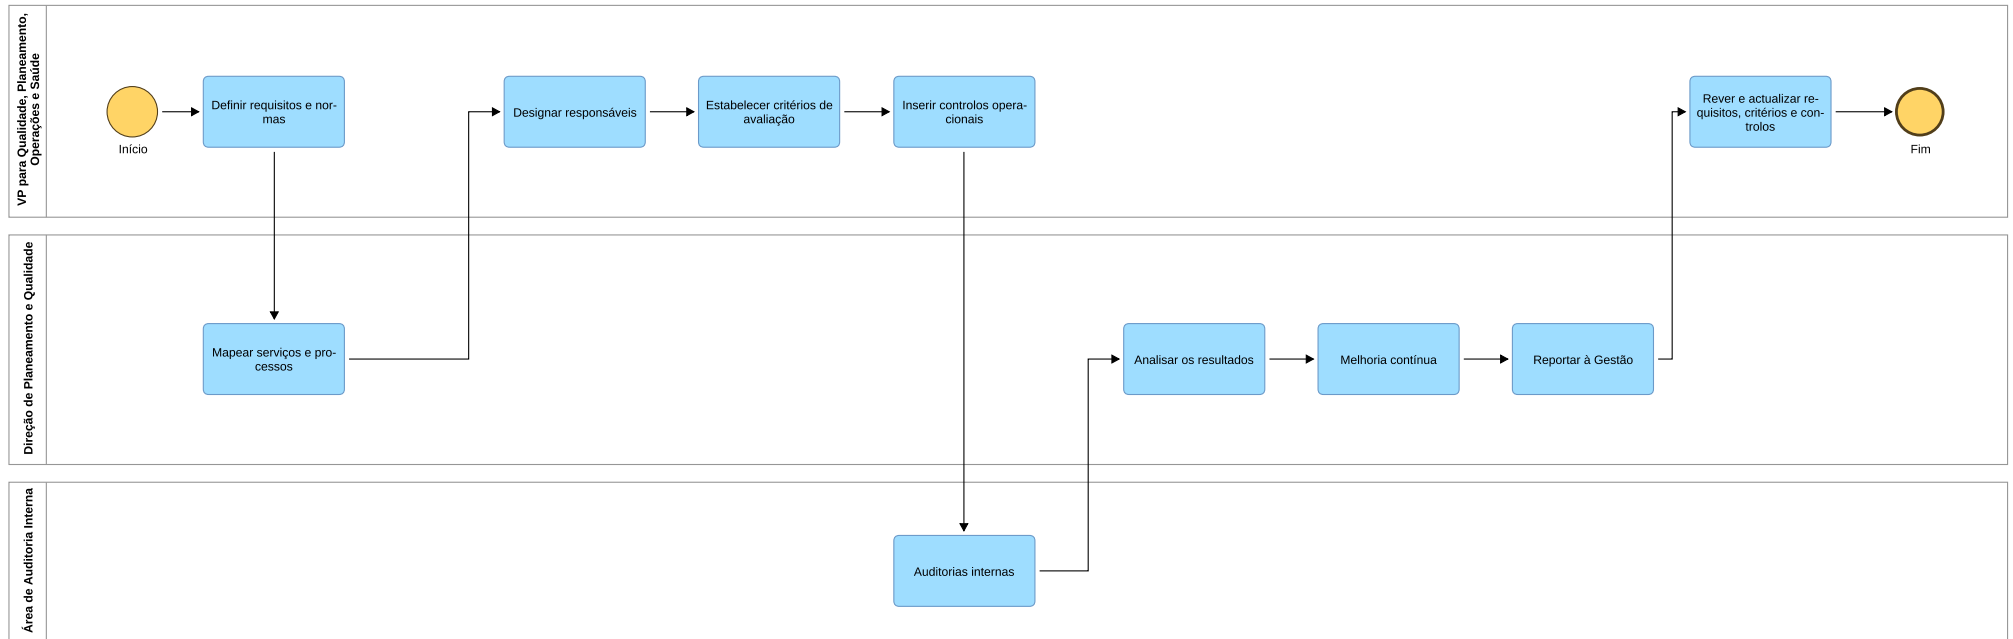 VP para Qualidade, Planeamento,
Operações e Saúde
Início
Definir requisitos e nor-
mas
Designar responsáveis
Estabelecer critérios de
avaliação
Inserir controlos opera-
cionais
Rever e actualizar re-
quisitos, critérios e con-
trolos
Fim
Direção de Planeamento e Qualidade
Mapear serviços e pro-
cessos
Analisar os resultados
Melhoria contínua
Reportar à Gestão
Área de Auditoria Interna
Auditorias internas